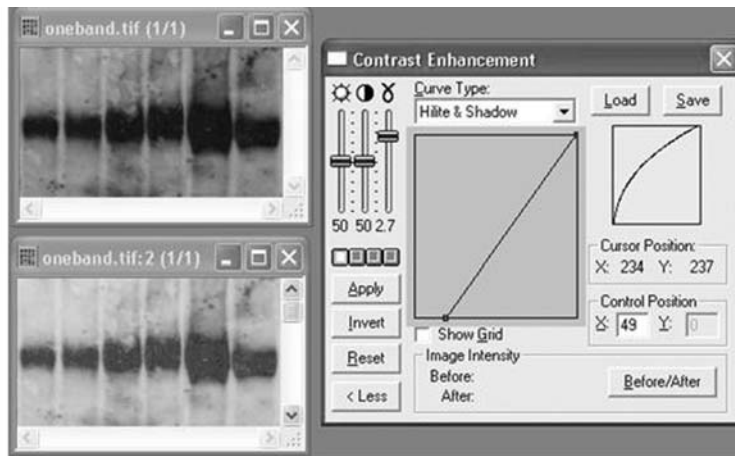 oneband.tif (1/1)
oneband.tif:2 (1/1)
Contrast Enhancement
Curve Type:
Hilite & Shadow
Load
Save
50 50 2.7
Apply
Invert
Reset
< Less
Show Grid
Cursor Position:
X: 234 Y: 237
Control Position
X: 49 Y: 0
Image Intensity
Before:
After:
Before/After